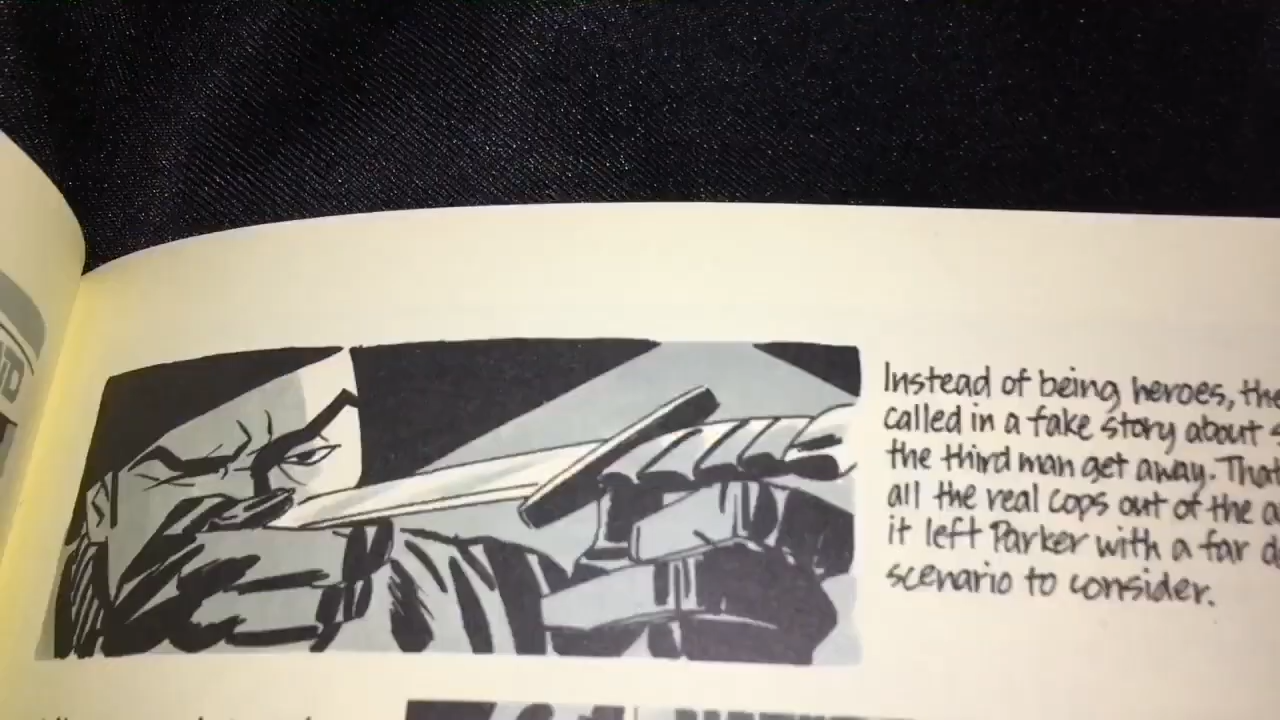 Instead of being heroes, the
called in a fake story about
the third man get away. That
all the real cops out of the
it left Parker with a far
scenario to consider.